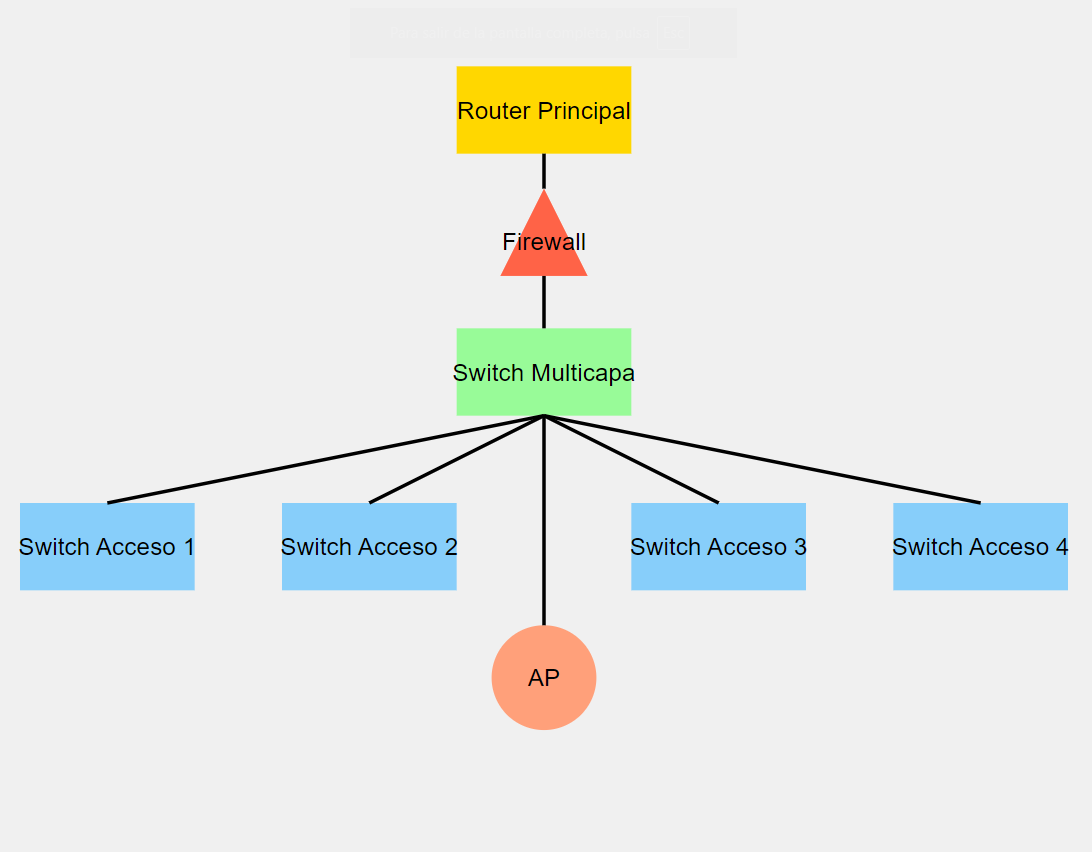 Router Principal
Firewall
Switch Multicapa
Switch Acceso 1
Switch Acceso 2
Switch Acceso 3
Switch Acceso 4
AP